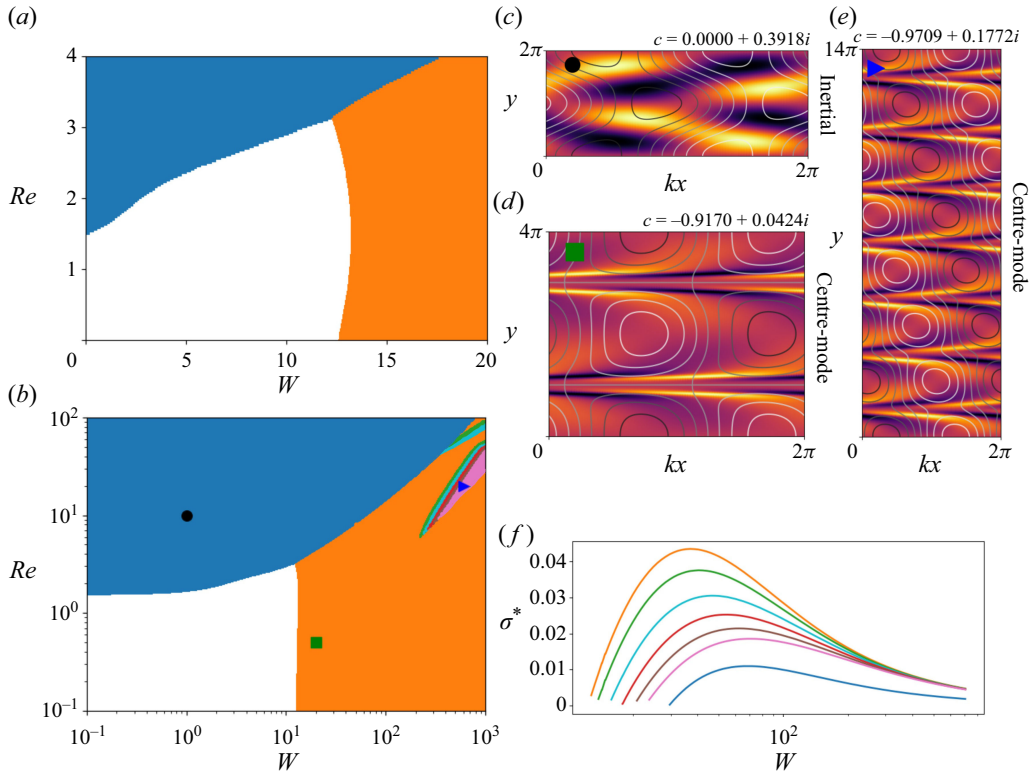 (a)
4
3
Re
2
1
0
5
10
15
20
W
(b)
10²
10¹
Re
10⁰
10⁻¹
10⁻¹
10⁰
10¹
10²
10³
W
(c)
c = 0.0000 + 0.3918i
2π
y
0
2π
kx
Inertial
(d)
c = −0.9170 + 0.0424i
4π
y
0
2π
kx
Centre-mode
(e)
c = −0.9709 + 0.1772i
14π
y
0
2π
kx
Centre-mode
(f)
0.04
0.03
σ*
0.02
0.01
0
10²
W